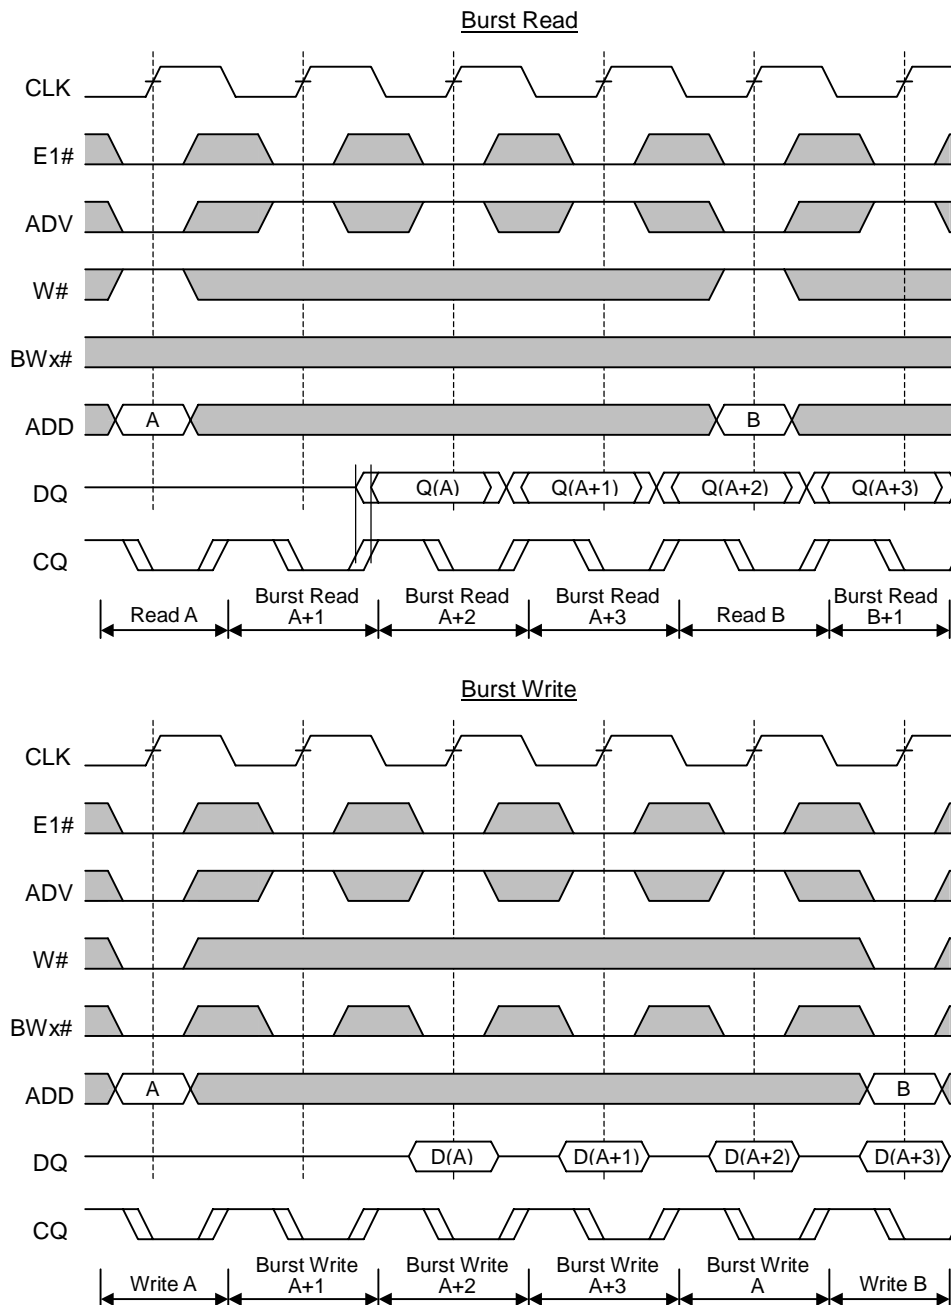 Burst Read
CLK
E1#
ADV
W#
BWx#
ADD A B
DQ Q(A) Q(A+1) Q(A+2) Q(A+3)
CQ
Read A Burst Read A+1 Burst Read A+2 Burst Read A+3 Read B Burst Read B+1
Burst Write
CLK
E1#
ADV
W#
BWx#
ADD A B
DQ D(A) D(A+1) D(A+2) D(A+3)
CQ
Write A Burst Write A+1 Burst Write A+2 Burst Write A+3 Burst Write A Write B